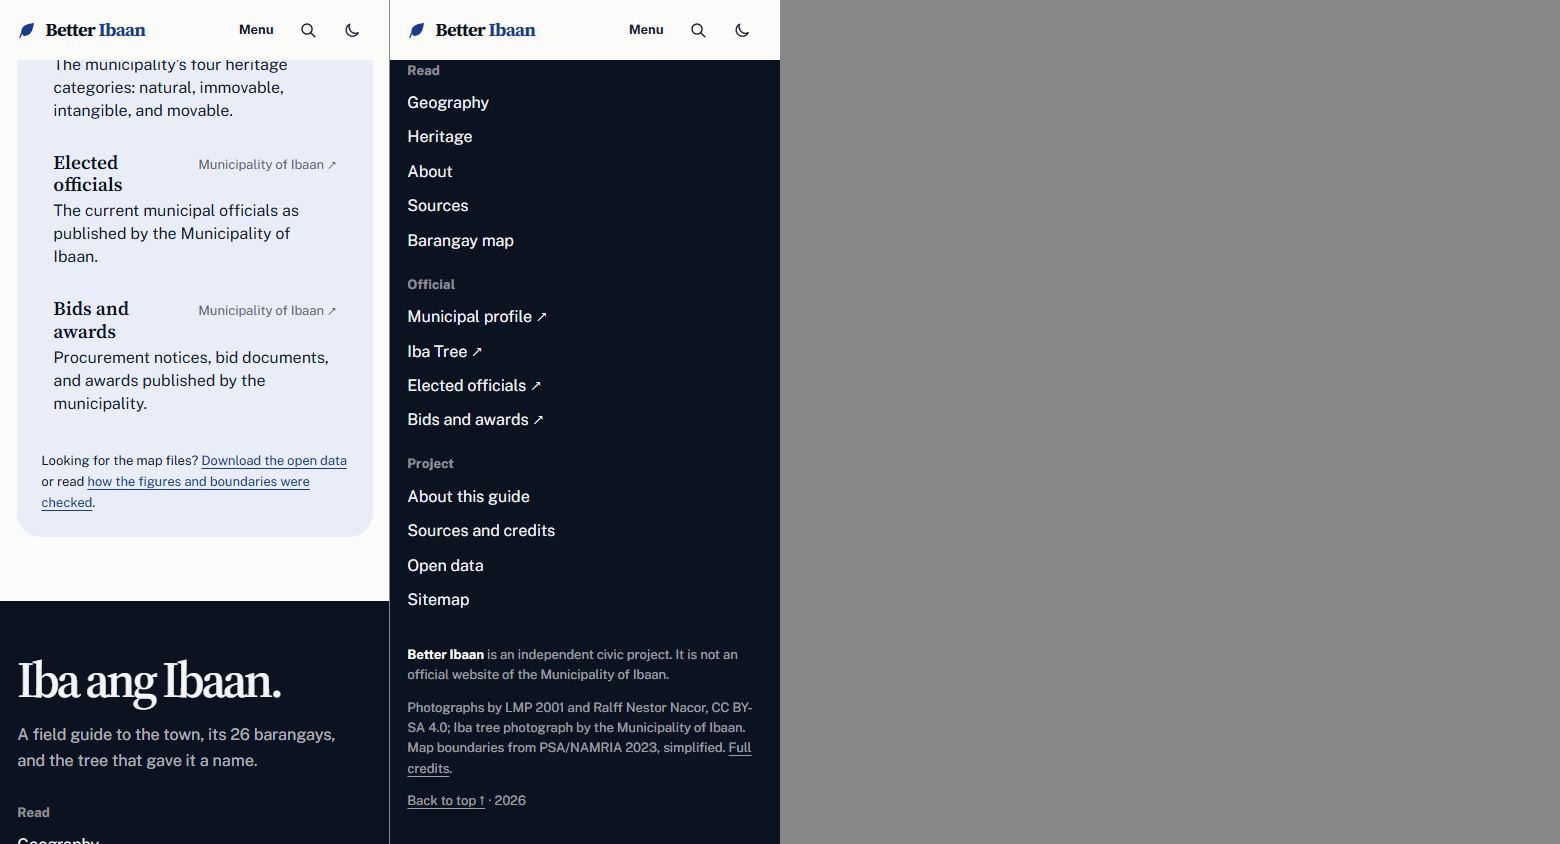 Better Ibaan
Menu
The municipality's four heritage
categories: natural, immovable,
intangible, and movable.
Elected
officials
Municipality of Ibaan ↗
The current municipal officials as
published by the Municipality of
Ibaan.
Bids and
awards
Municipality of Ibaan ↗
Procurement notices, bid documents,
and awards published by the
municipality.
Looking for the map files? Download the open data
or read how the figures and boundaries were
checked.
Iba ang Ibaan.
A field guide to the town, its 26 barangays,
and the tree that gave it a name.
Read
Geography
Better Ibaan
Menu
Read
Geography
Heritage
About
Sources
Barangay map
Official
Municipal profile ↗
Iba Tree ↗
Elected officials ↗
Bids and awards ↗
Project
About this guide
Sources and credits
Open data
Sitemap
Better Ibaan is an independent civic project. It is not an
official website of the Municipality of Ibaan.
Photographs by LMP 2001 and Ralff Nestor Nacor, CC BY-
SA 4.0; Iba tree photograph by the Municipality of Ibaan.
Map boundaries from PSA/NAMRIA 2023, simplified. Full
credits.
Back to top ↑ · 2026